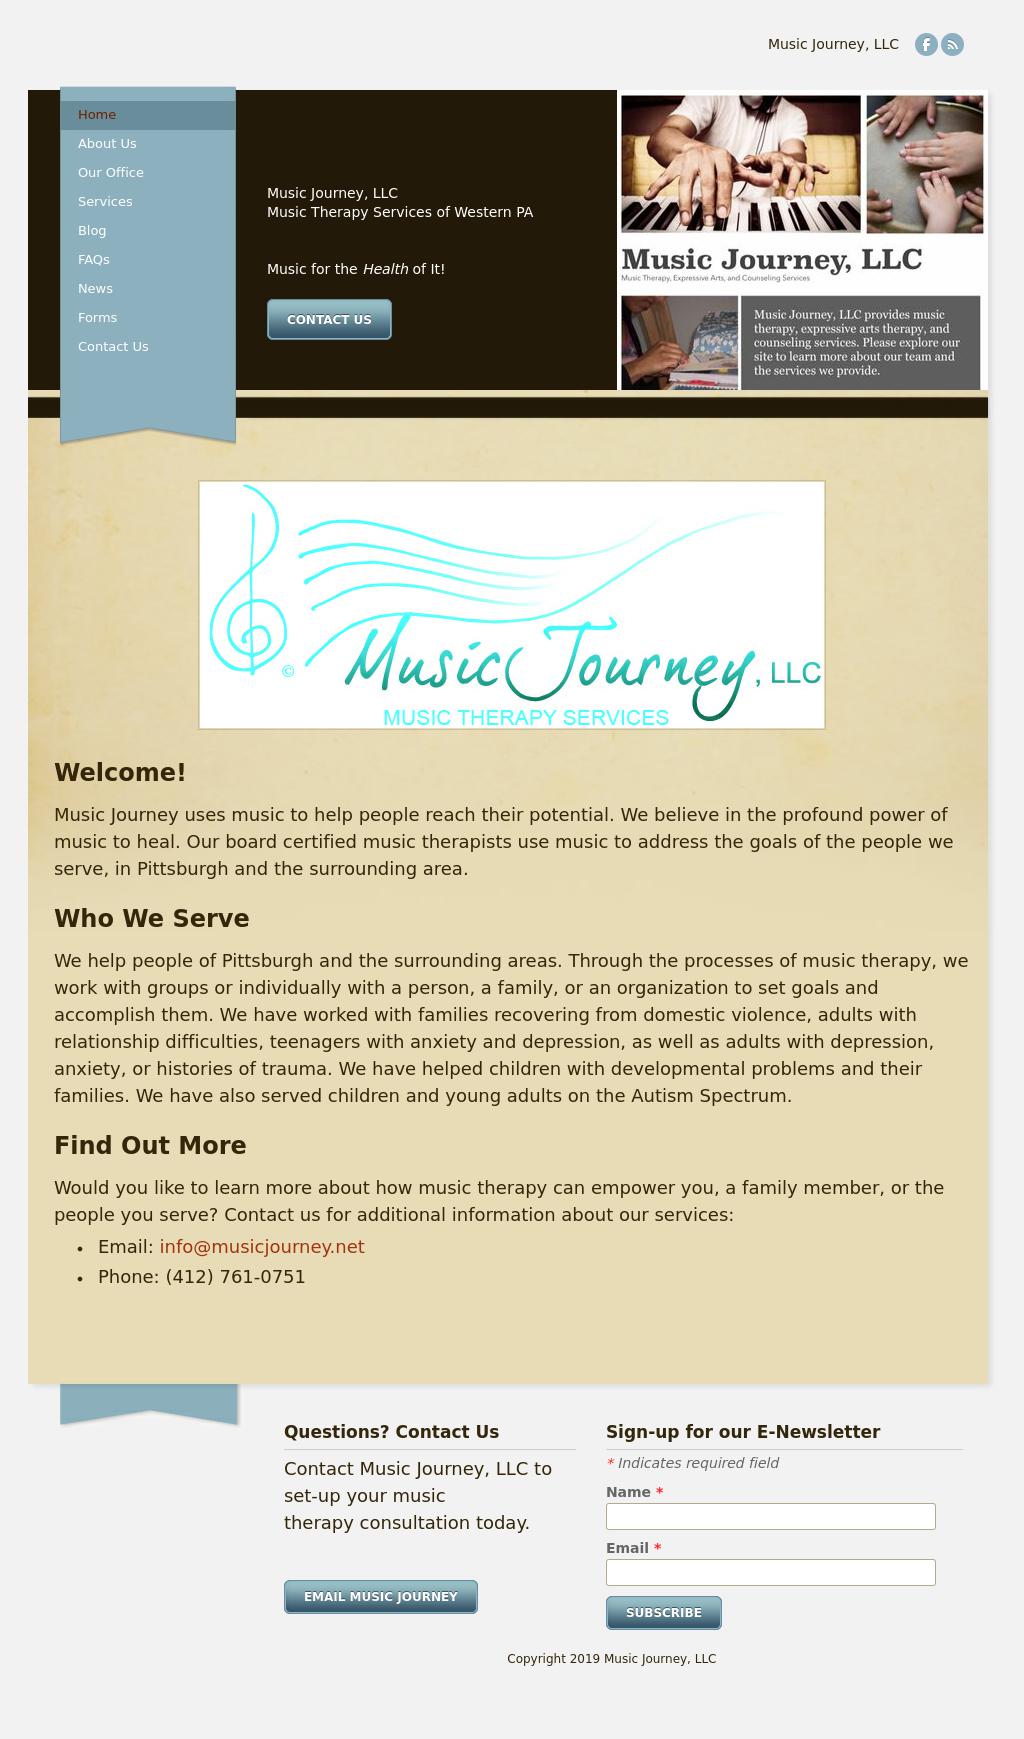 Music Journey, LLC
Home
About Us
Our Office
Services
Blog
FAQs
News
Forms
Contact Us
Music Journey, LLC
Music Therapy Services of Western PA
Music for the Health of It!
CONTACT US
Music Journey, LLC
Music Therapy, Expressive Arts, and Counseling Services
Music Journey, LLC provides music
therapy, expressive arts therapy, and
counseling services. Please explore our
site to learn more about our team and
the services we provide.
©
Music Journey, LLC
MUSIC THERAPY SERVICES
Welcome!
Music Journey uses music to help people reach their potential. We believe in the profound power of
music to heal. Our board certified music therapists use music to address the goals of the people we
serve, in Pittsburgh and the surrounding area.
Who We Serve
We help people of Pittsburgh and the surrounding areas. Through the processes of music therapy, we
work with groups or individually with a person, a family, or an organization to set goals and
accomplish them. We have worked with families recovering from domestic violence, adults with
relationship difficulties, teenagers with anxiety and depression, as well as adults with depression,
anxiety, or histories of trauma. We have helped children with developmental problems and their
families. We have also served children and young adults on the Autism Spectrum.
Find Out More
Would you like to learn more about how music therapy can empower you, a family member, or the
people you serve? Contact us for additional information about our services:
• Email: info@musicjourney.net
• Phone: (412) 761-0751
Questions? Contact Us
Contact Music Journey, LLC to
set-up your music
therapy consultation today.
EMAIL MUSIC JOURNEY
Sign-up for our E-Newsletter
* Indicates required field
Name *
Email *
SUBSCRIBE
Copyright 2019 Music Journey, LLC